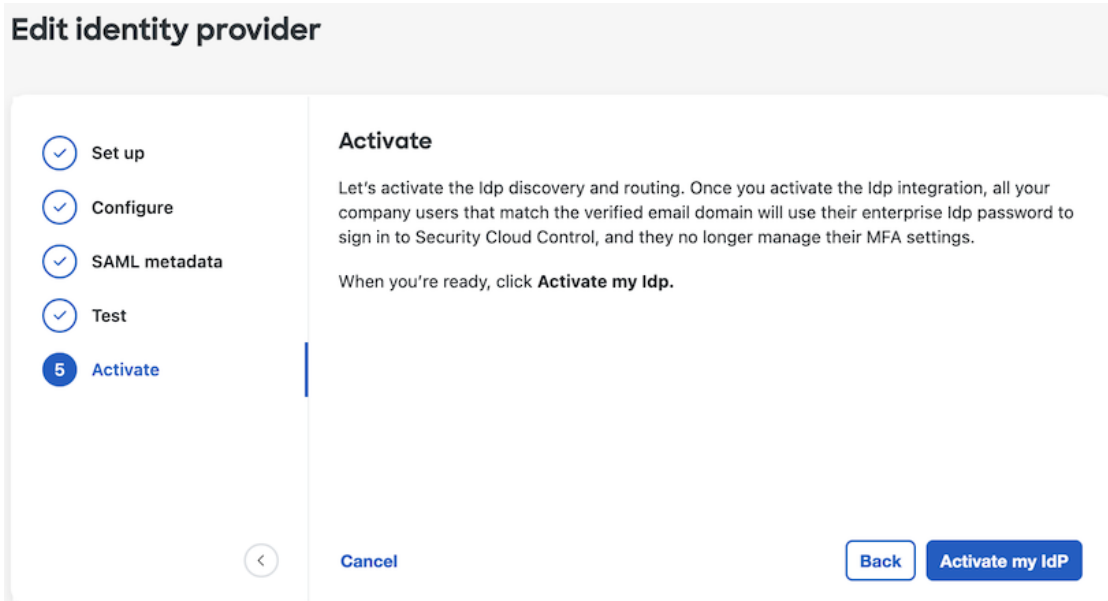 Edit identity provider
Set up
Configure
SAML metadata
Test
5 Activate
Activate
Let's activate the Idp discovery and routing. Once you activate the Idp integration, all your
company users that match the verified email domain will use their enterprise Idp password to
sign in to Security Cloud Control, and they no longer manage their MFA settings.
When you're ready, click Activate my Idp.
Cancel
Back
Activate my IdP